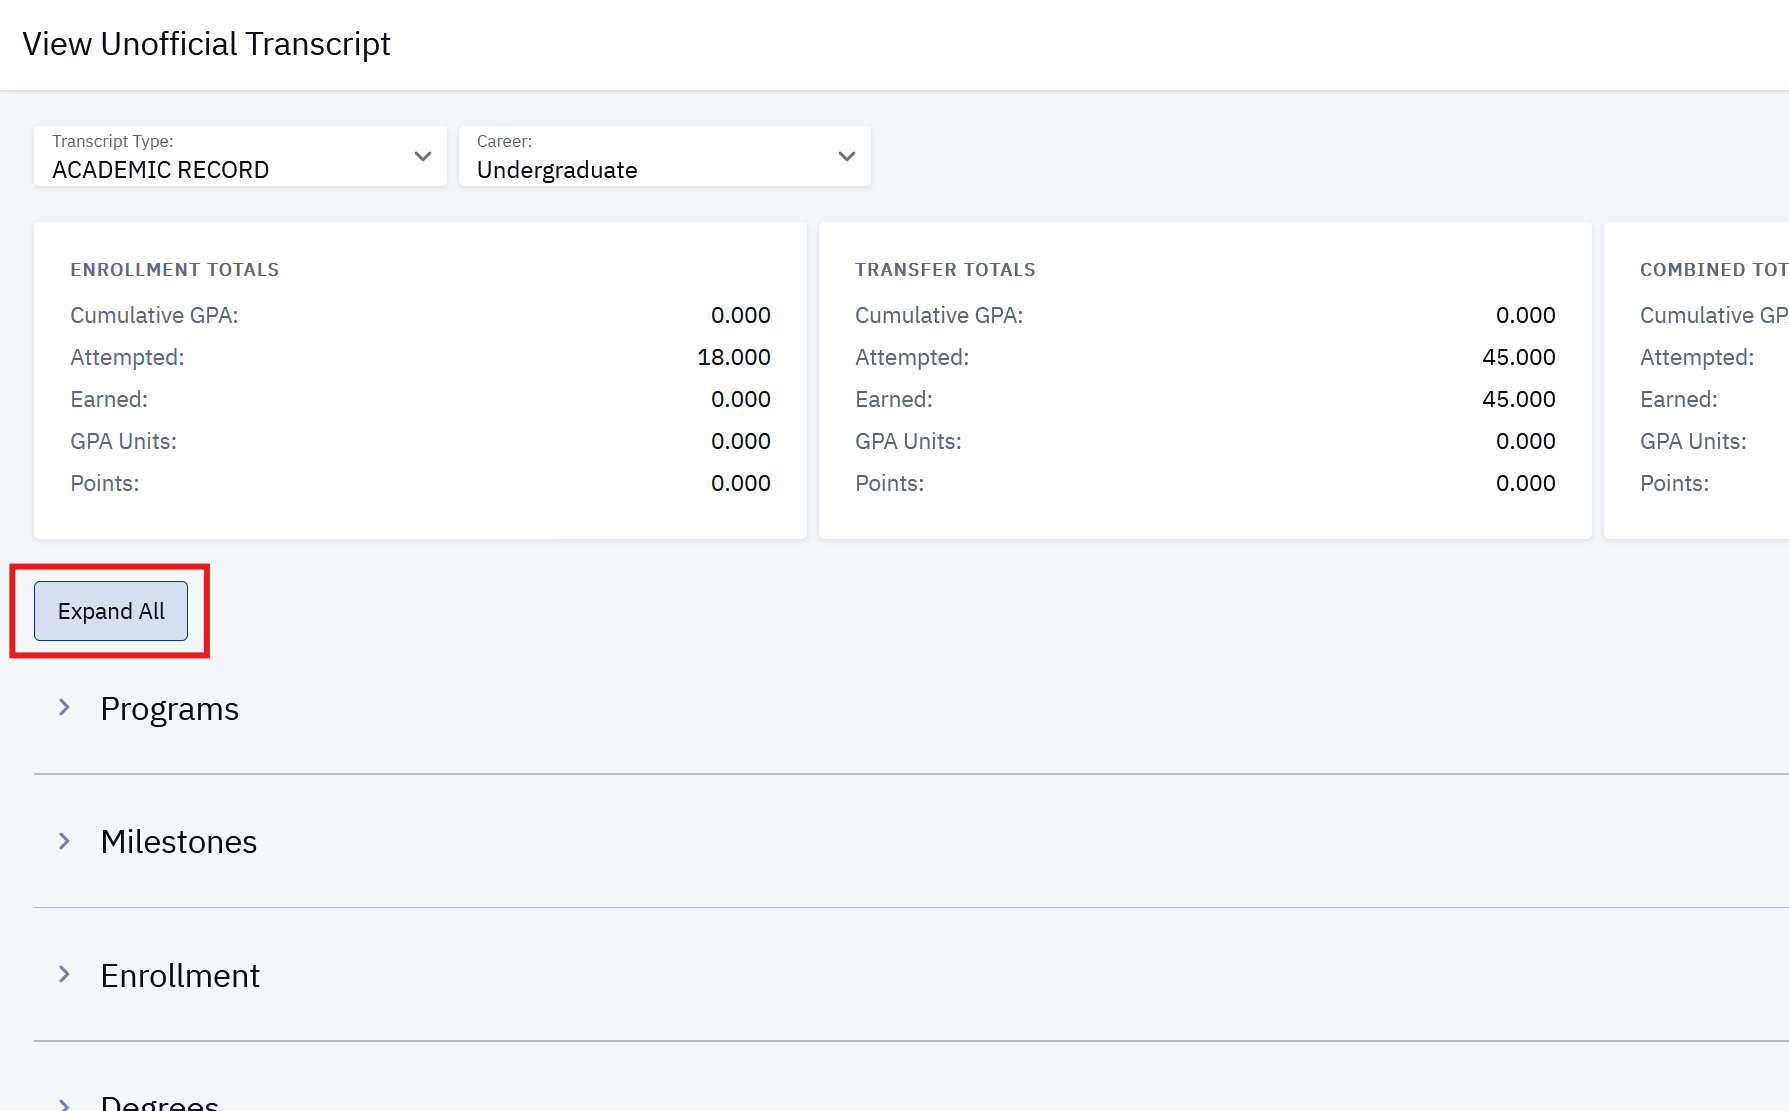 View Unofficial Transcript
Transcript Type:
ACADEMIC RECORD
Career:
Undergraduate
ENROLLMENT TOTALS
Cumulative GPA: 0.000
Attempted: 18.000
Earned: 0.000
GPA Units: 0.000
Points: 0.000
TRANSFER TOTALS
Cumulative GPA: 0.000
Attempted: 45.000
Earned: 45.000
GPA Units: 0.000
Points: 0.000
COMBINED TOT
Cumulative GP
Attempted:
Earned:
GPA Units:
Points:
Expand All
Programs
Milestones
Enrollment
Degrees